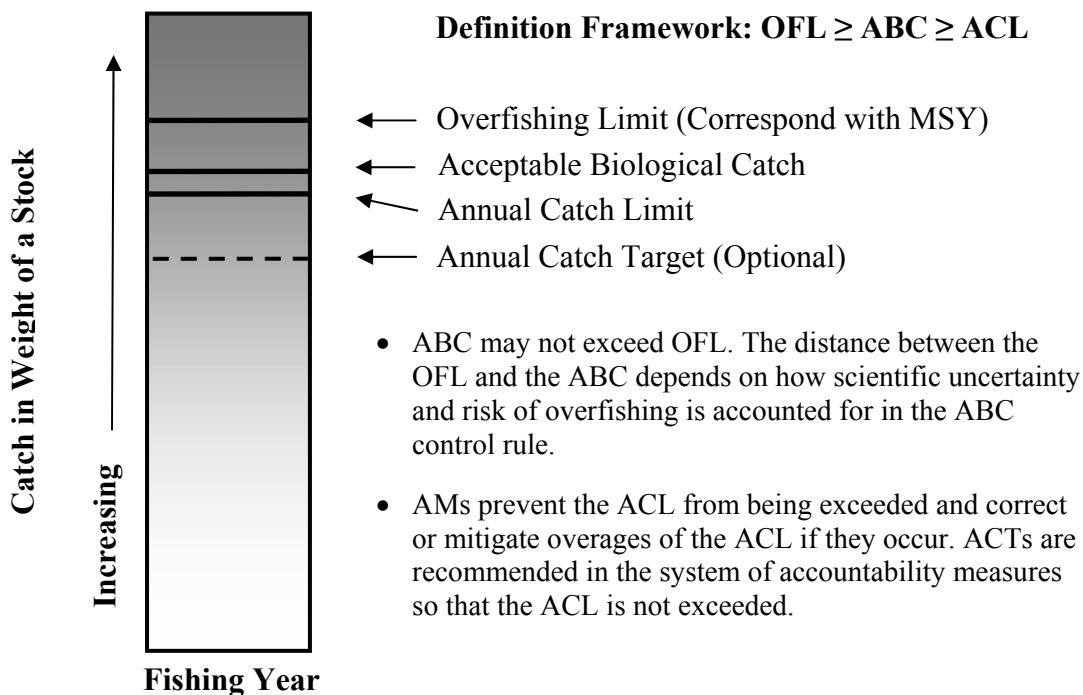 Definition Framework: OFL ≥ ABC ≥ ACL
Overfishing Limit (Correspond with MSY)
Acceptable Biological Catch
Annual Catch Limit
Annual Catch Target (Optional)
Catch in Weight of a Stock
Increasing
• ABC may not exceed OFL. The distance between the
OFL and the ABC depends on how scientific uncertainty
and risk of overfishing is accounted for in the ABC
control rule.
• AMs prevent the ACL from being exceeded and correct
or mitigate overages of the ACL if they occur. ACTs are
recommended in the system of accountability measures
so that the ACL is not exceeded.
Fishing Year